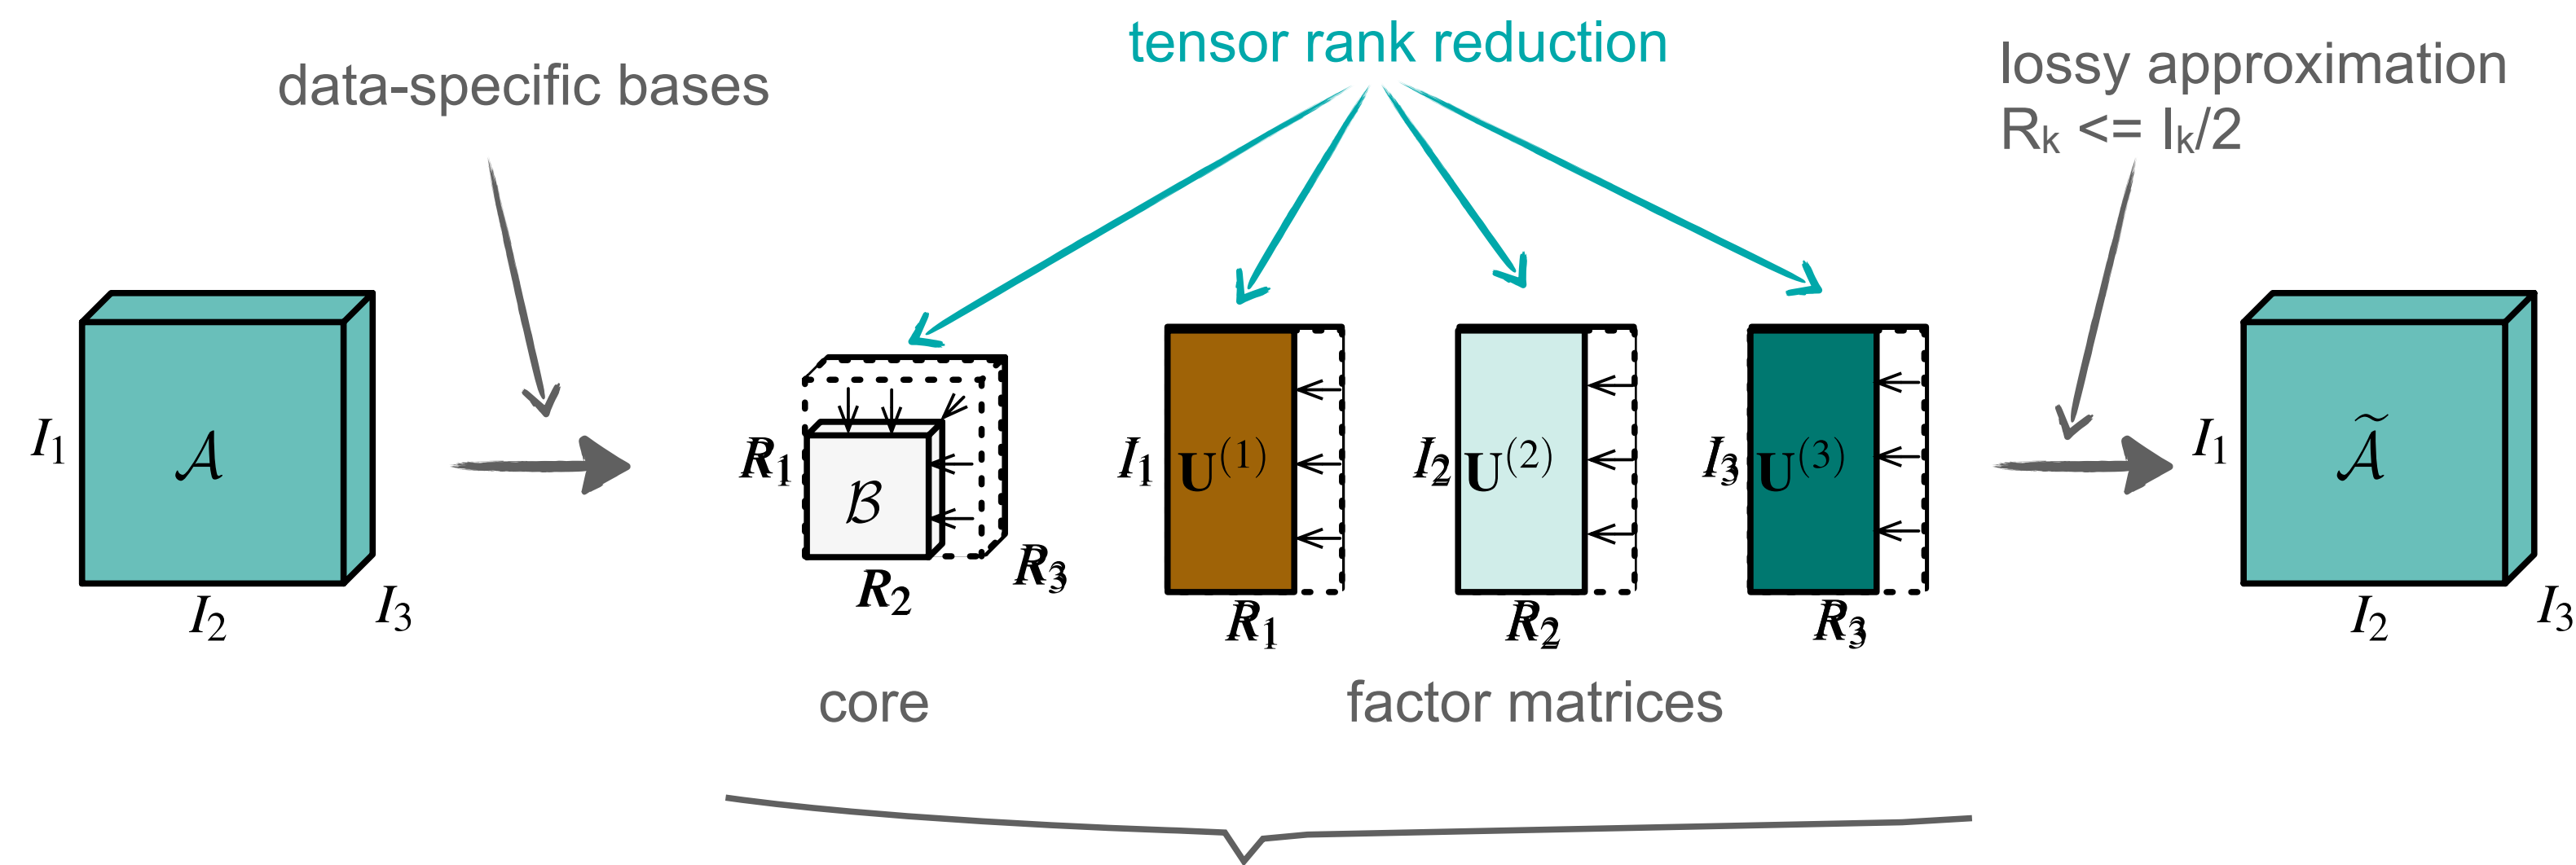 tensor rank reduction
data-specific bases
lossy approximation
Rₖ <= Iₖ/2
I₁
𝒜
I₂
I₃
R₁
ℬ
R₂
R₃
I₁
U⁽¹⁾
R₁
I₂
U⁽²⁾
R₂
I₃
U⁽³⁾
R₃
I₁
𝒜̃
I₂
I₃
core
factor matrices